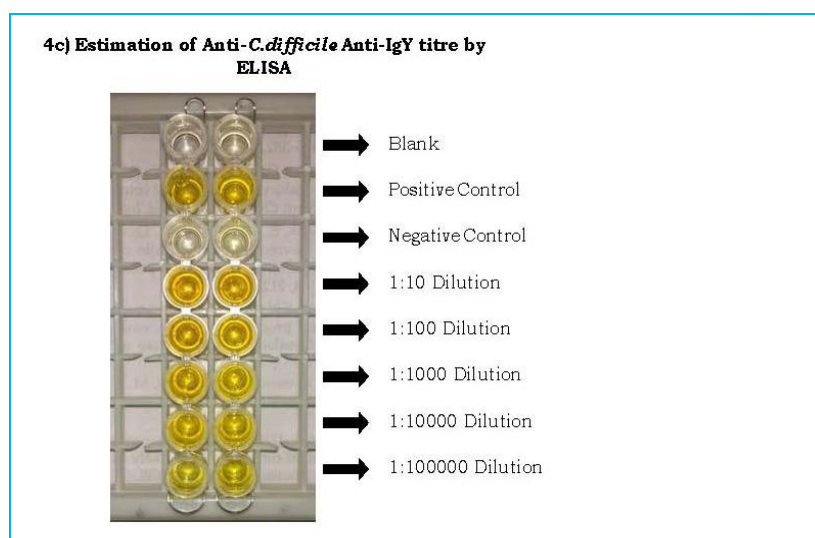 4c) Estimation of Anti-C.difficile Anti-IgY titre by
ELISA
Blank
Positive Control
Negative Control
1:10 Dilution
1:100 Dilution
1:1000 Dilution
1:10000 Dilution
1:100000 Dilution